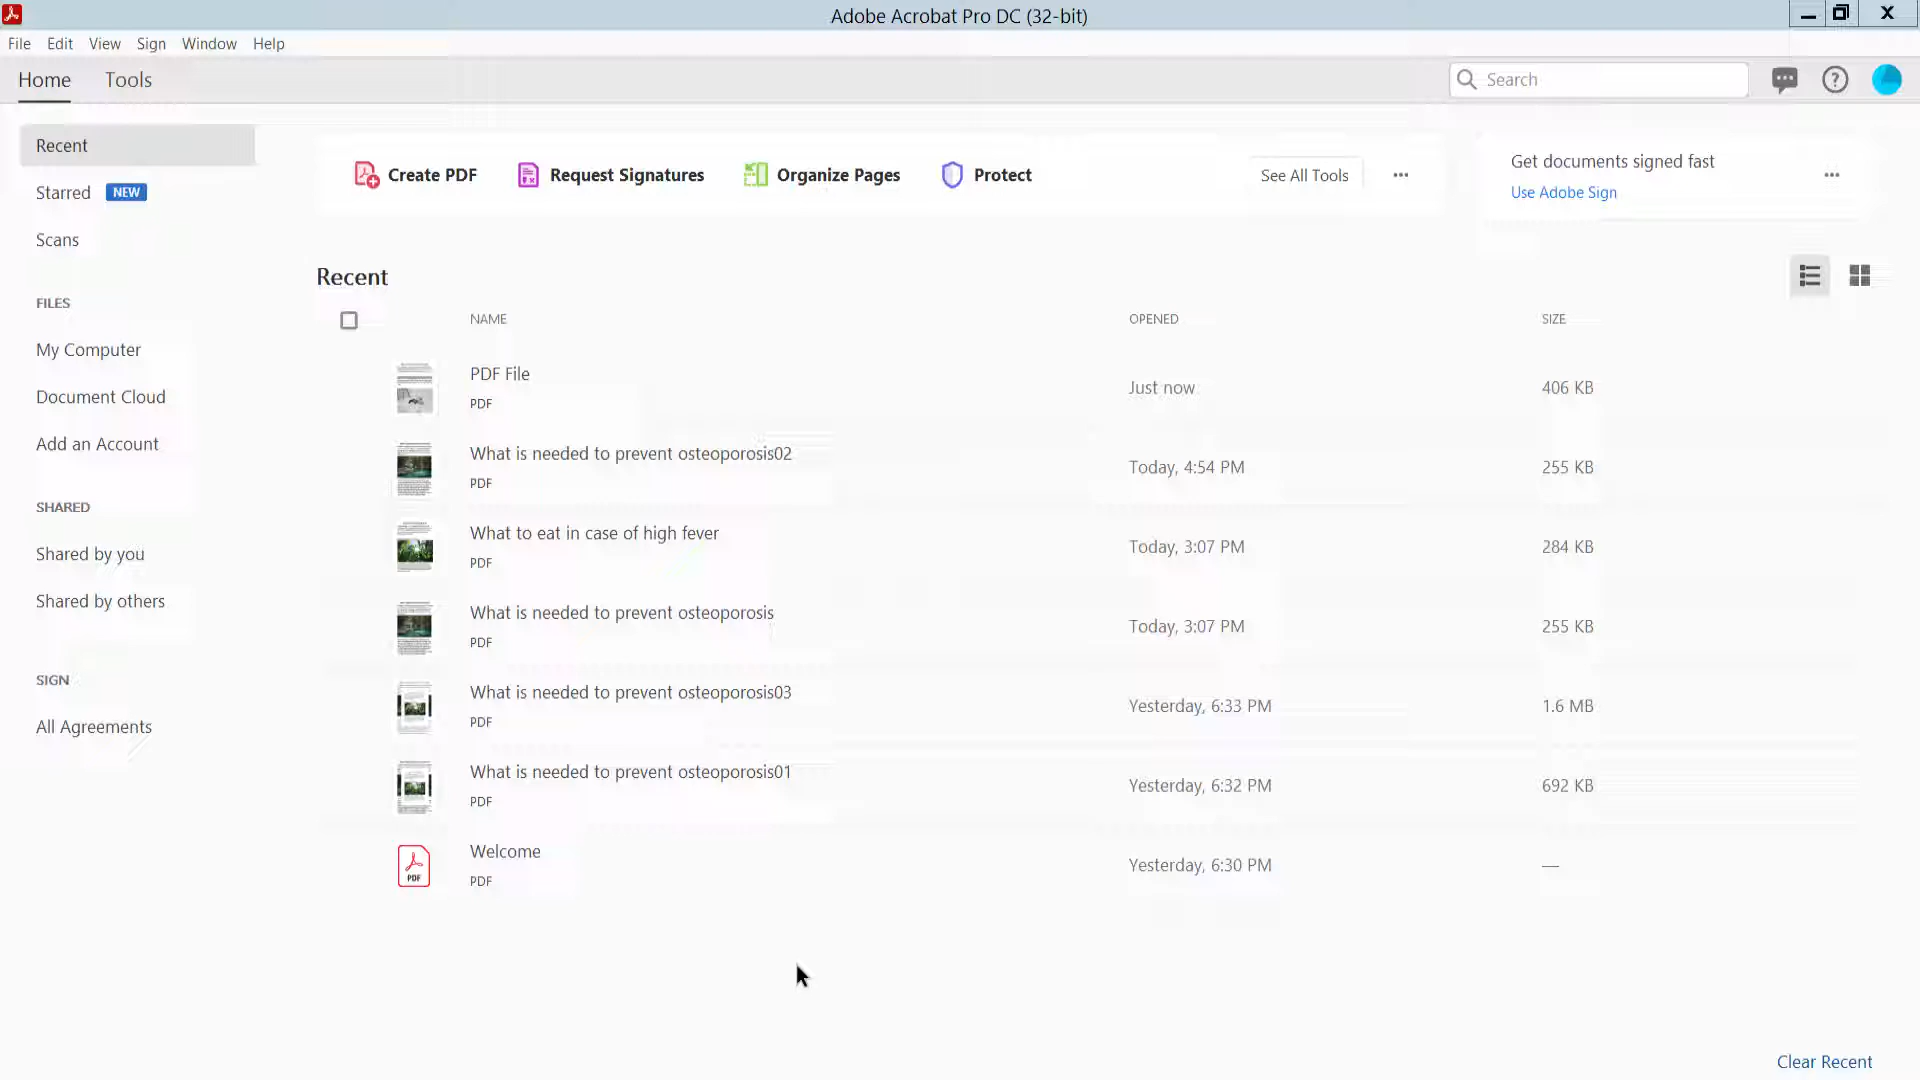 Adobe Acrobat Pro DC (32-bit)
File Edit View Sign Window Help
Home Tools
Search
Recent
Starred NEW
Scans
FILES
My Computer
Document Cloud
Add an Account
SHARED
Shared by you
Shared by others
SIGN
All Agreements
Create PDF Request Signatures Organize Pages Protect See All Tools
Get documents signed fast
Use Adobe Sign
Recent
NAME OPENED SIZE
PDF File Just now 406 KB
PDF
What is needed to prevent osteoporosis02 Today, 4:54 PM 255 KB
PDF
What to eat in case of high fever Today, 3:07 PM 284 KB
PDF
What is needed to prevent osteoporosis Today, 3:07 PM 255 KB
PDF
What is needed to prevent osteoporosis03 Yesterday, 6:33 PM 1.6 MB
PDF
What is needed to prevent osteoporosis01 Yesterday, 6:32 PM 692 KB
PDF
Welcome Yesterday, 6:30 PM —
PDF PDF
Clear Recent